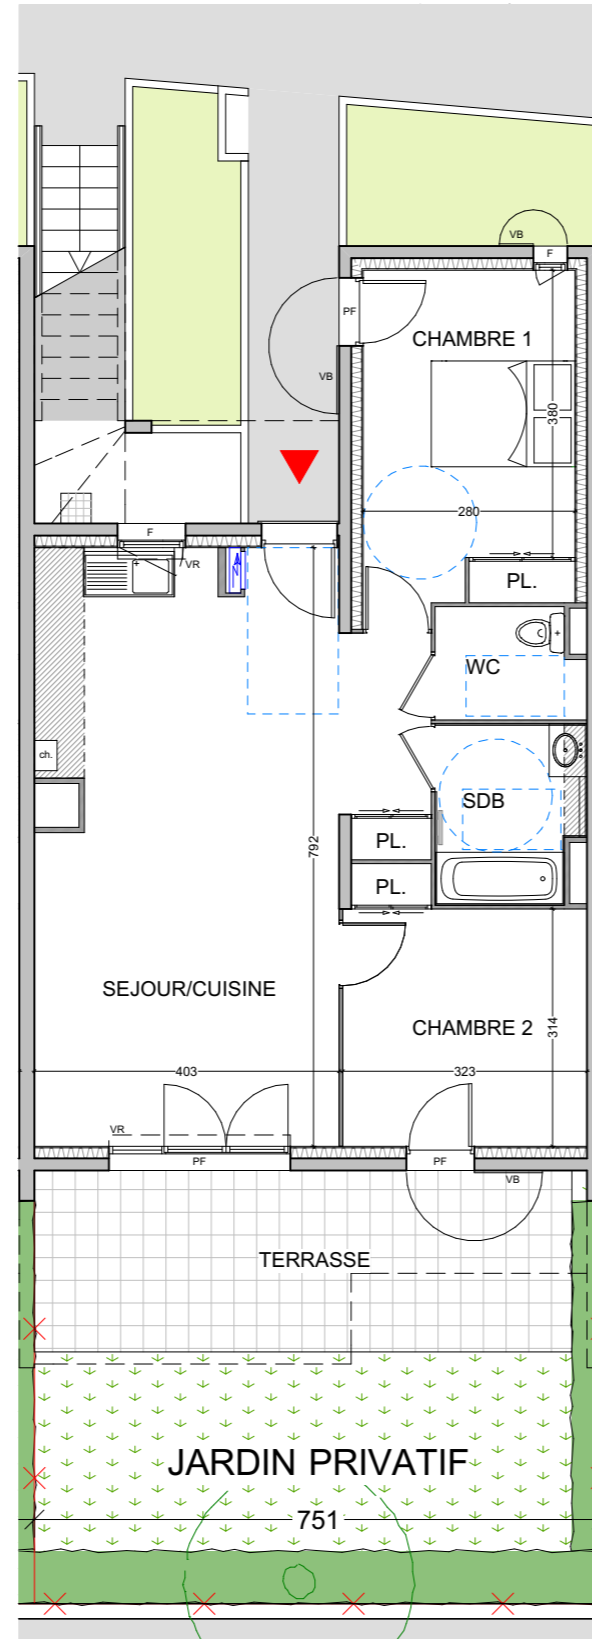 VB
F
PF
CHAMBRE 1
VB
380
280
F
VR
PL.
WC
ch.
SDB
792
PL.
PL.
SEJOUR/CUISINE
CHAMBRE 2
314
403
323
VR
PF
PF
VB
TERRASSE
JARDIN PRIVATIF
751